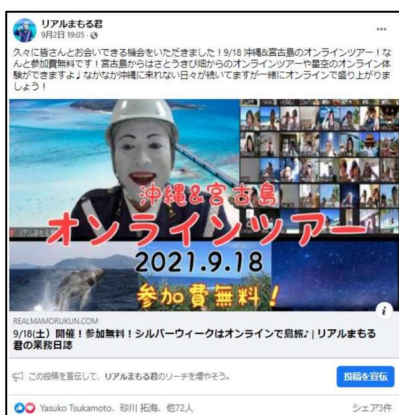 リアルまもる君
9月2日 19:05・
久々に皆さんとお会いできる機会をいただきました！9/18 沖縄&宮古島のオンラインツアー！な
んと参加費無料です！宮古島からはさとうきび畑からのオンラインツアーや星空のオンライン体
験ができますよ♩なかなか沖縄に来れない日々が続いてますが一緒にオンラインで盛り上がりま
しょう！
沖縄&宮古島
オンラインツアー
2021.9.18
参加費無料！
REALMAMORUKUN.COM
9/18(土）開催！参加無料！シルバーウィークはオンラインで島旅♪ | リアルまもる
君の業務日誌
この投稿を宣伝して、リアルまもる君のリーチを増やそう。
投稿を宣伝
Yasuko Tsukamoto、砂川 拓海、他72人
シェア3件